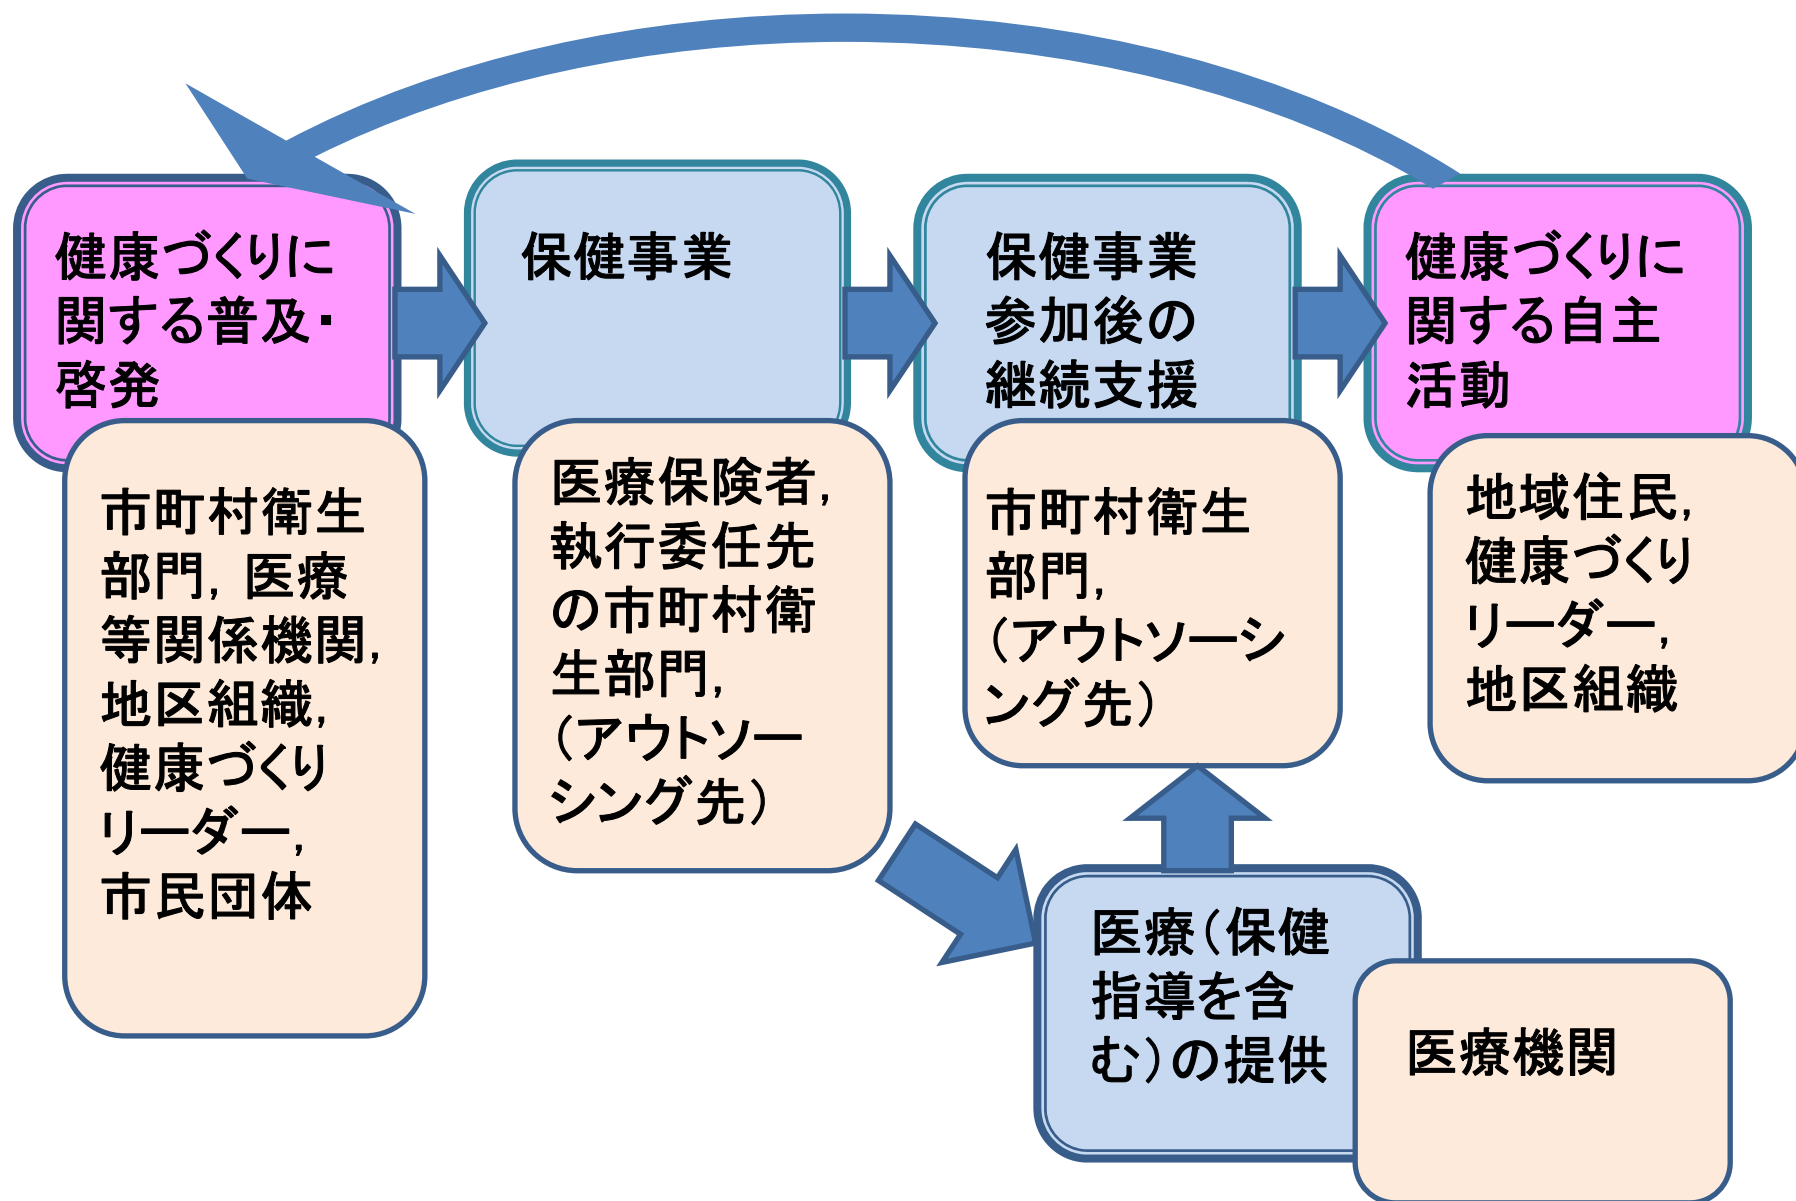 健康づくりに
関する普及・
啓発
市町村衛生
部門, 医療
等関係機関,
地区組織,
健康づくり
リーダー,
市民団体
保健事業
医療保険者,
執行委任先
の市町村衛
生部門,
（アウトソー
シング先）
保健事業
参加後の
継続支援
市町村衛生
部門,
（アウトソーシ
ング先）
健康づくりに
関する自主
活動
地域住民,
健康づくり
リーダー,
地区組織
医療（保健
指導を含
む）の提供
医療機関